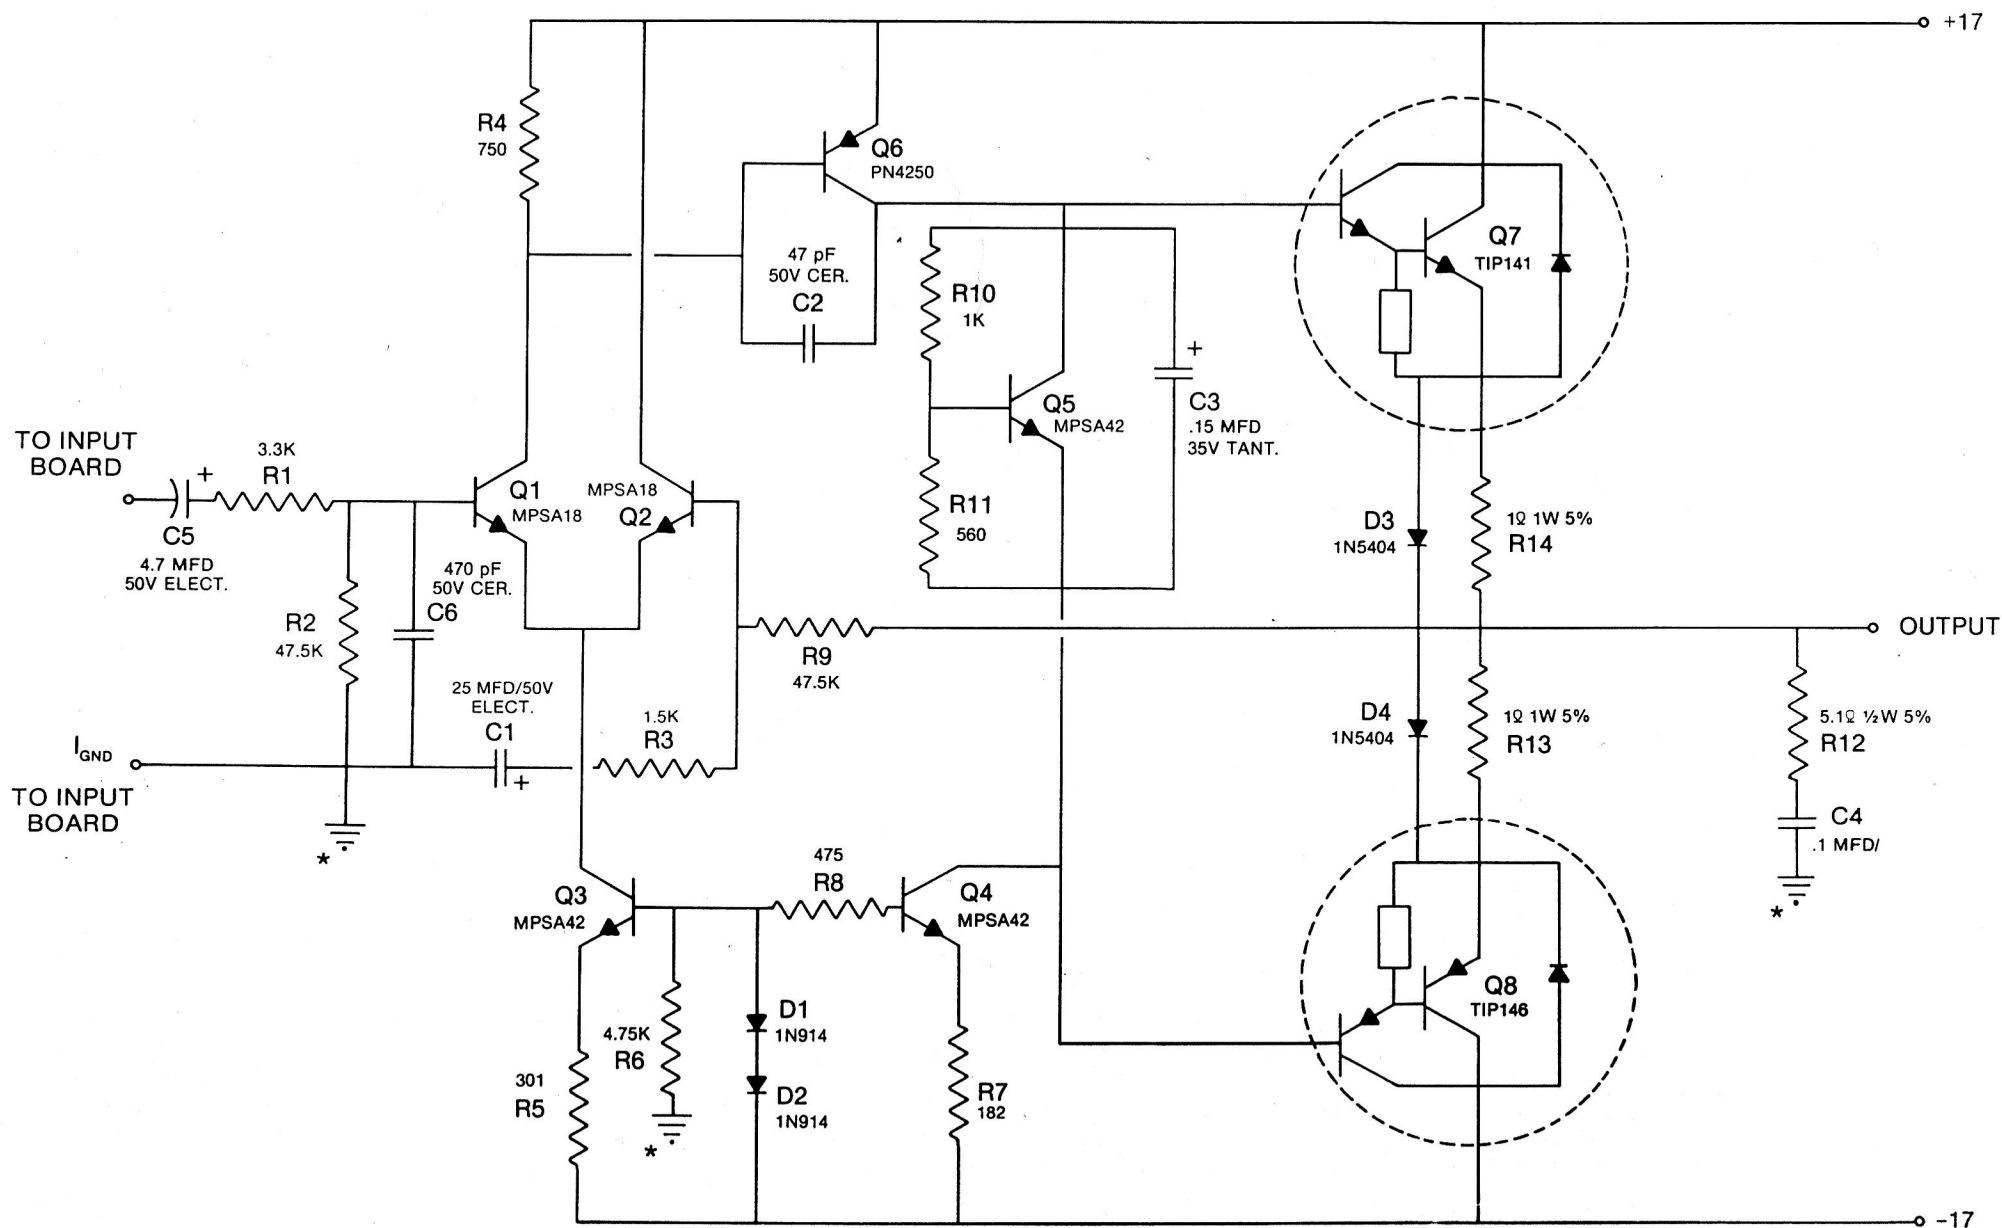 +17
R4
750
Q6
PN4250
47 pF
50V CER.
C2
Q7
TIP141
R10
1K
+
C3
.15 MFD
35V TANT.
Q5
MPSA42
TO INPUT
BOARD
+
3.3K
R1
C5
4.7 MFD
50V ELECT.
Q1
MPSA18
MPSA18
Q2
R11
560
D3
1N5404
1Ω 1W 5%
R14
470 pF
50V CER.
C6
R2
47.5K
OUTPUT
R9
47.5K
25 MFD/50V
ELECT.
C1
+
1.5K
R3
D4
1N5404
1Ω 1W 5%
R13
5.1Ω ½W 5%
R12
IGND
TO INPUT
BOARD
*
C4
.1 MFD/
*
475
R8
Q3
MPSA42
Q4
MPSA42
Q8
TIP146
D1
1N914
4.75K
R6
301
R5
D2
1N914
R7
182
*
-17